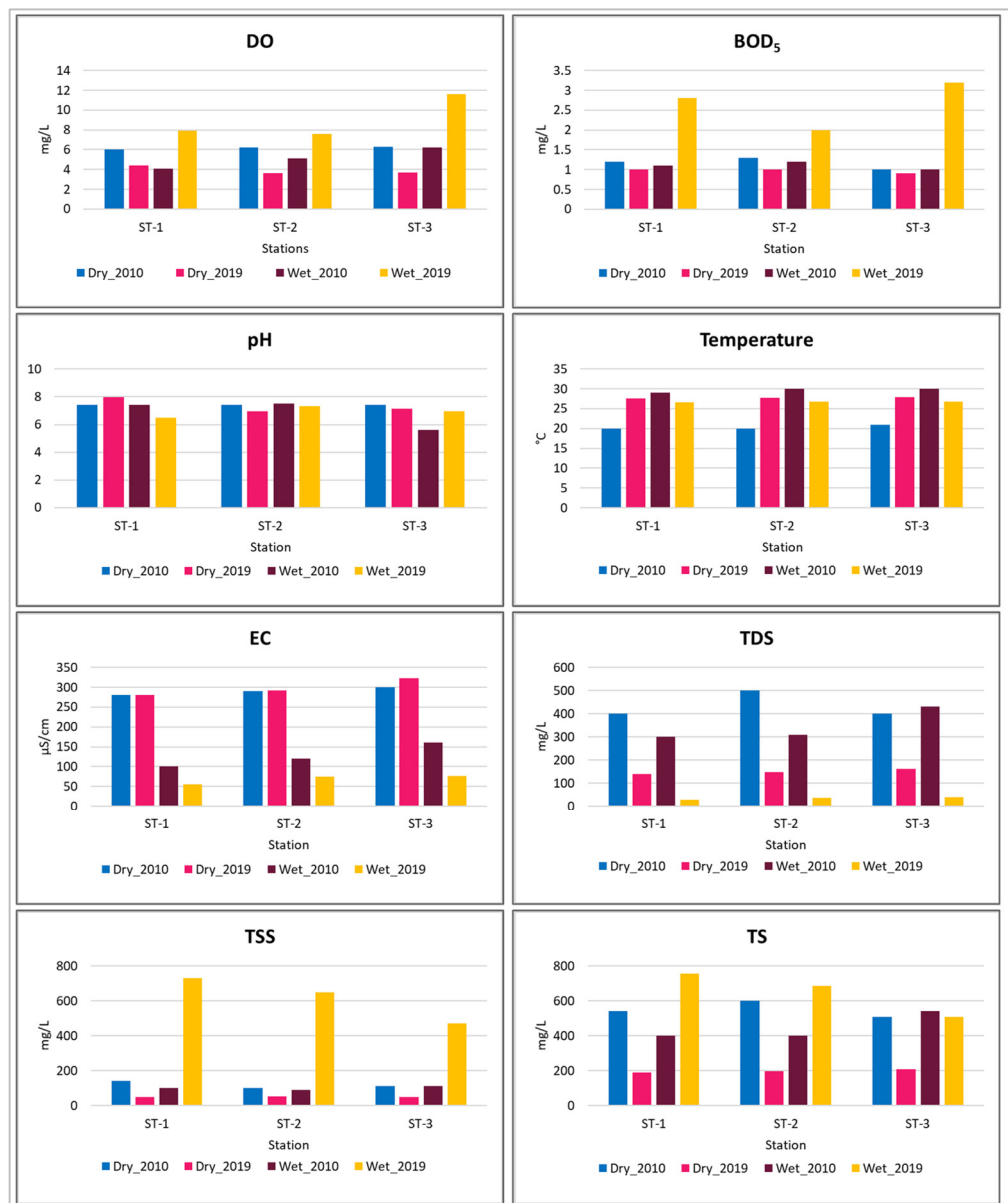 DO
14
12
10
8
6
4
2
0
mg/L
ST-1 ST-2 ST-3
Stations
Dry_2010 Dry_2019 Wet_2010 Wet_2019
BOD₅
3.5
3
2.5
2
1.5
1
0.5
0
mg/L
ST-1 ST-2 ST-3
Station
Dry_2010 Dry_2019 Wet_2010 Wet_2019
pH
10
8
6
4
2
0
ST-1 ST-2 ST-3
Station
Dry_2010 Dry_2019 Wet_2010 Wet_2019
Temperature
35
30
25
20
15
10
5
0
°C
ST-1 ST-2 ST-3
Station
Dry_2010 Dry_2019 Wet_2010 Wet_2019
EC
350
300
250
200
150
100
50
0
µS/cm
ST-1 ST-2 ST-3
Station
Dry_2010 Dry_2019 Wet_2010 Wet_2019
TDS
600
500
400
300
200
100
0
mg/L
ST-1 ST-2 ST-3
Station
Dry_2010 Dry_2019 Wet_2010 Wet_2019
TSS
800
600
400
200
0
mg/L
ST-1 ST-2 ST-3
Station
Dry_2010 Dry_2019 Wet_2010 Wet_2019
TS
800
600
400
200
0
mg/L
ST-1 ST-2 ST-3
Station
Dry_2010 Dry_2019 Wet_2010 Wet_2019